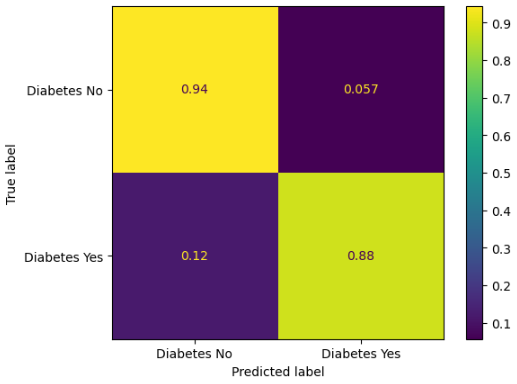 Diabetes No
0.94
0.057
Diabetes Yes
0.12
0.88
Diabetes No
Diabetes Yes
Predicted label
True label
0.9
0.8
0.7
0.6
0.5
0.4
0.3
0.2
0.1